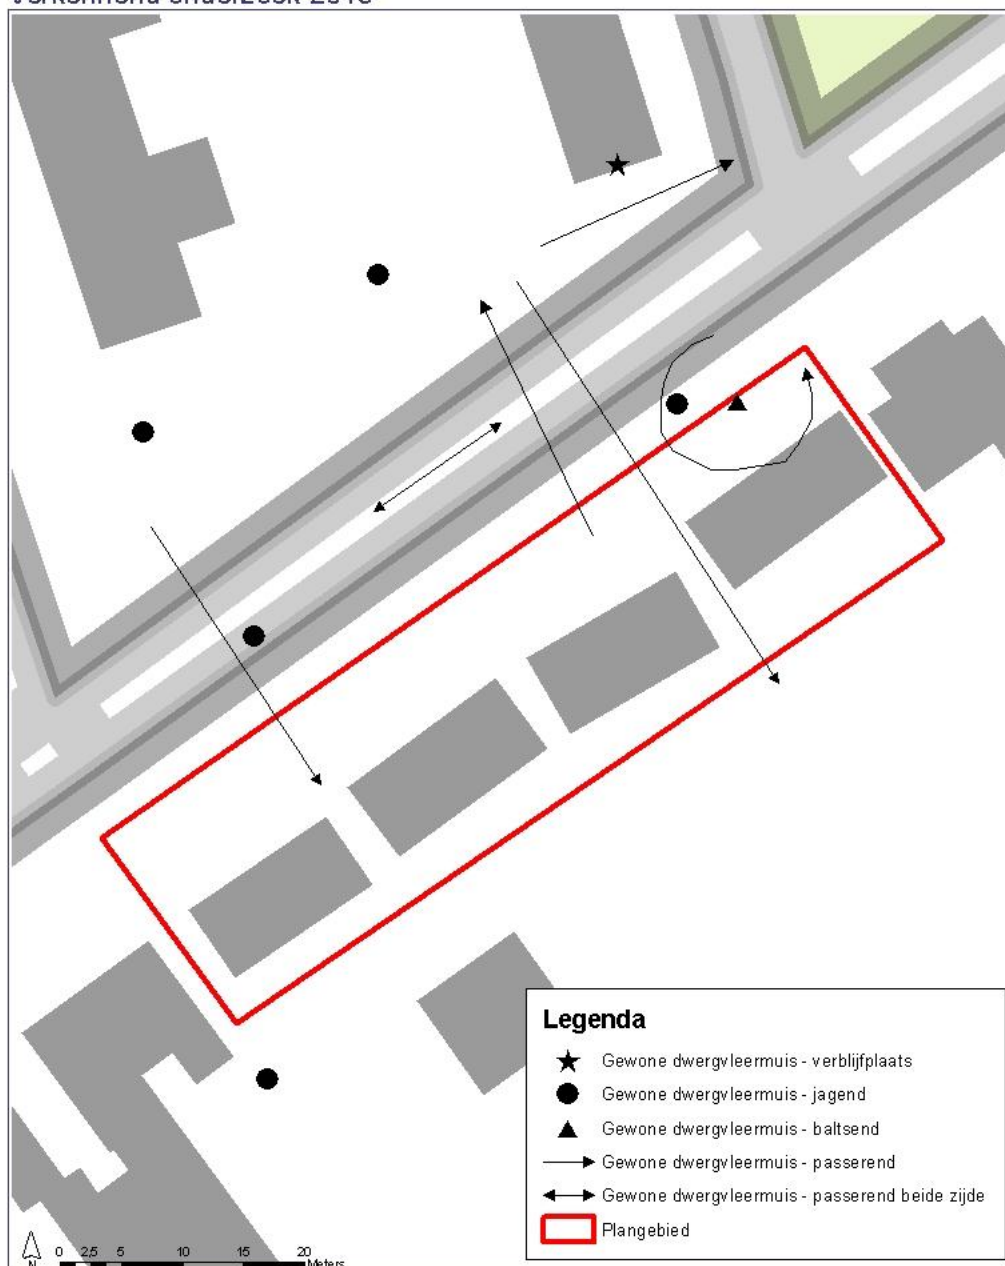 Legenda
Gewone dwergvleermuis - verblijfplaats
Gewone dwergvleermuis - jagend
Gewone dwergvleermuis - baltsend
Gewone dwergvleermuis - passerend
Gewone dwergvleermuis - passerend beide zijde
Plangebied
N 0 2,5 5 10 15 20
Meters